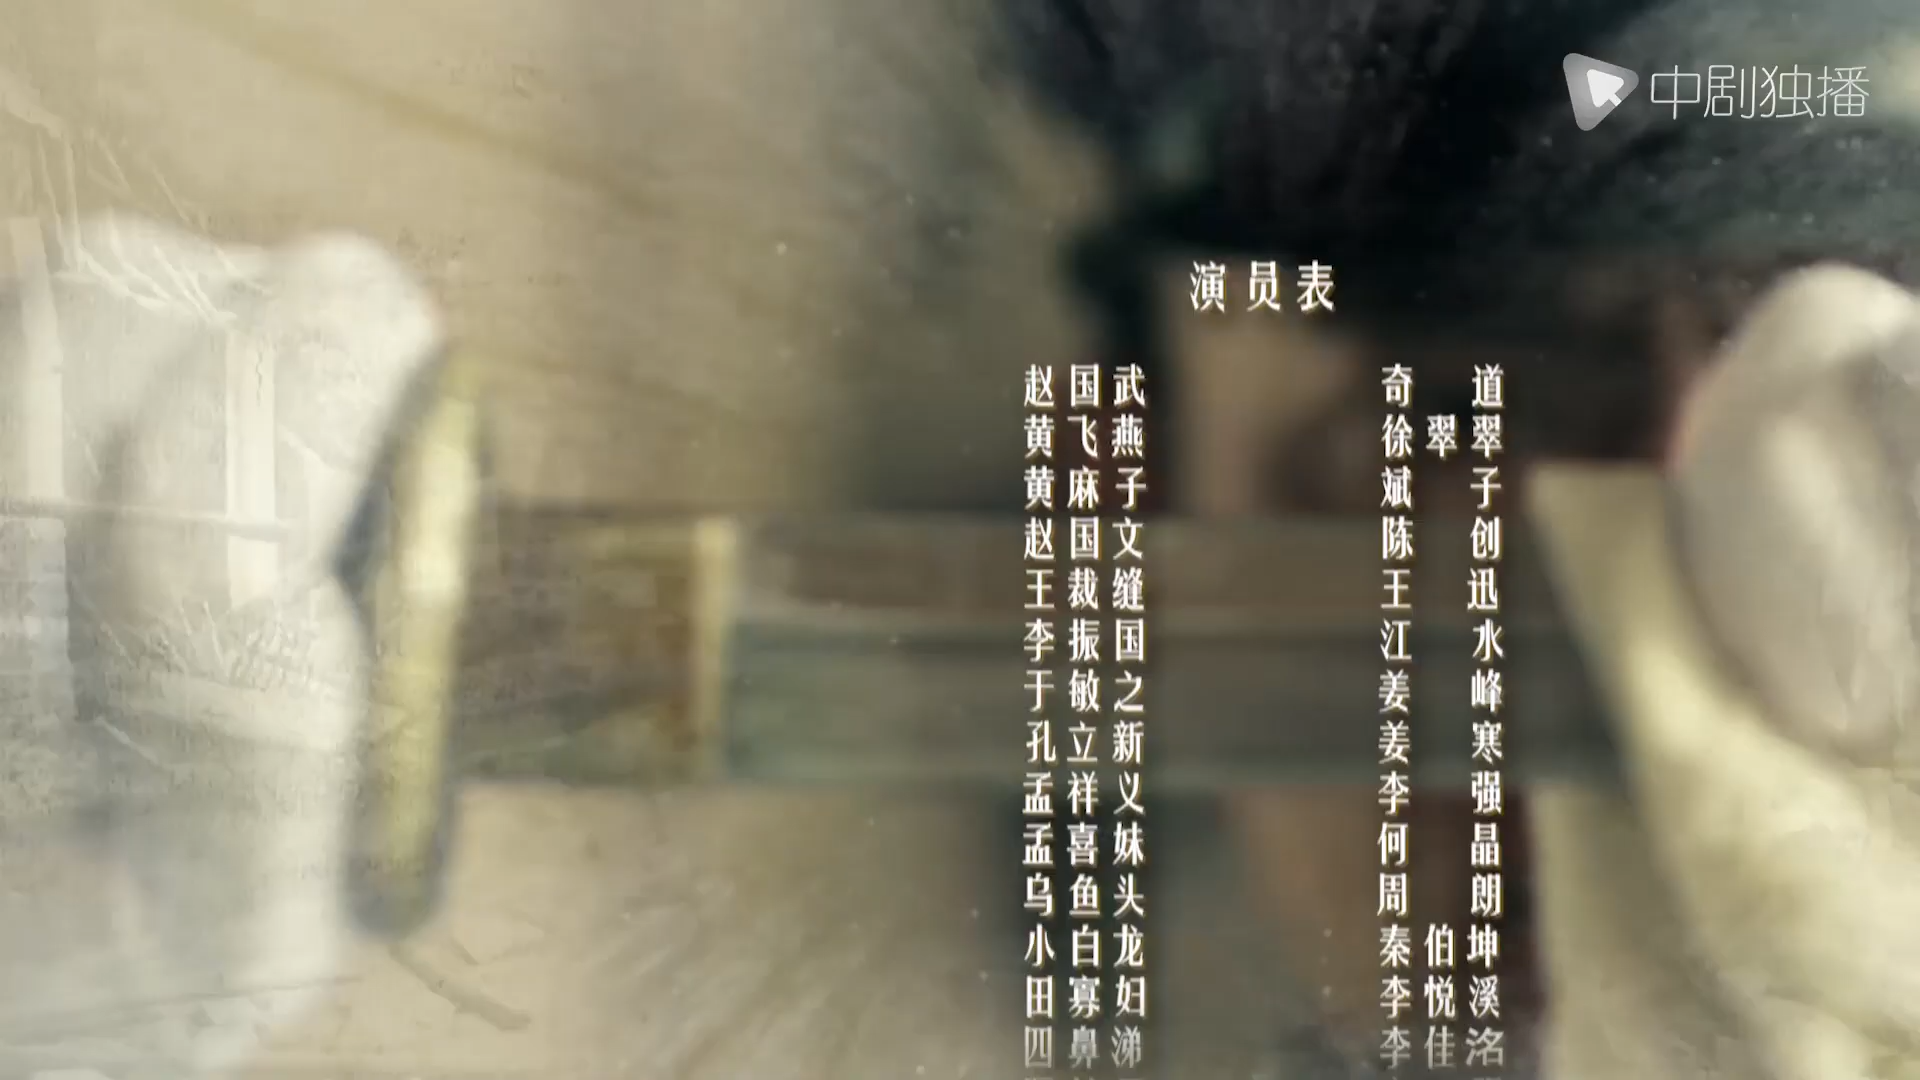 中剧独播
演员表
赵国武 奇道
黄飞燕 徐翠翠
黄麻子 斌子
赵国文 陈创
王裁缝 王迅
李振国 江水
于敏之 姜峰
孔立新 姜寒
孟祥义 李强
孟喜妹 何晶
乌鱼头 周朗
小白龙 秦伯坤
田寡妇 李悦溪
四鼻涕 李佳洺